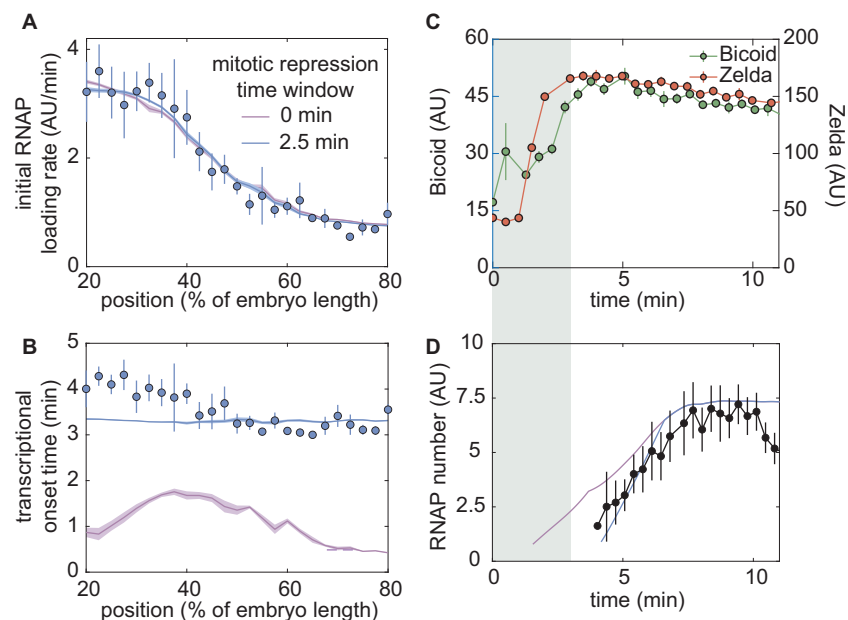 A
initial RNAP
loading rate (AU/min)
4
2
0
mitotic repression
time window
0 min
2.5 min
20
40
60
80
position (% of embryo length)
B
transcriptional
onset time (min)
5
4
3
2
1
0
20
40
60
80
position (% of embryo length)
C
Bicoid (AU)
60
45
30
15
0
Bicoid
Zelda
200
150
100
50
0
Zelda (AU)
0
5
10
time (min)
D
RNAP number (AU)
10
7.5
5
2.5
0
0
5
10
time (min)